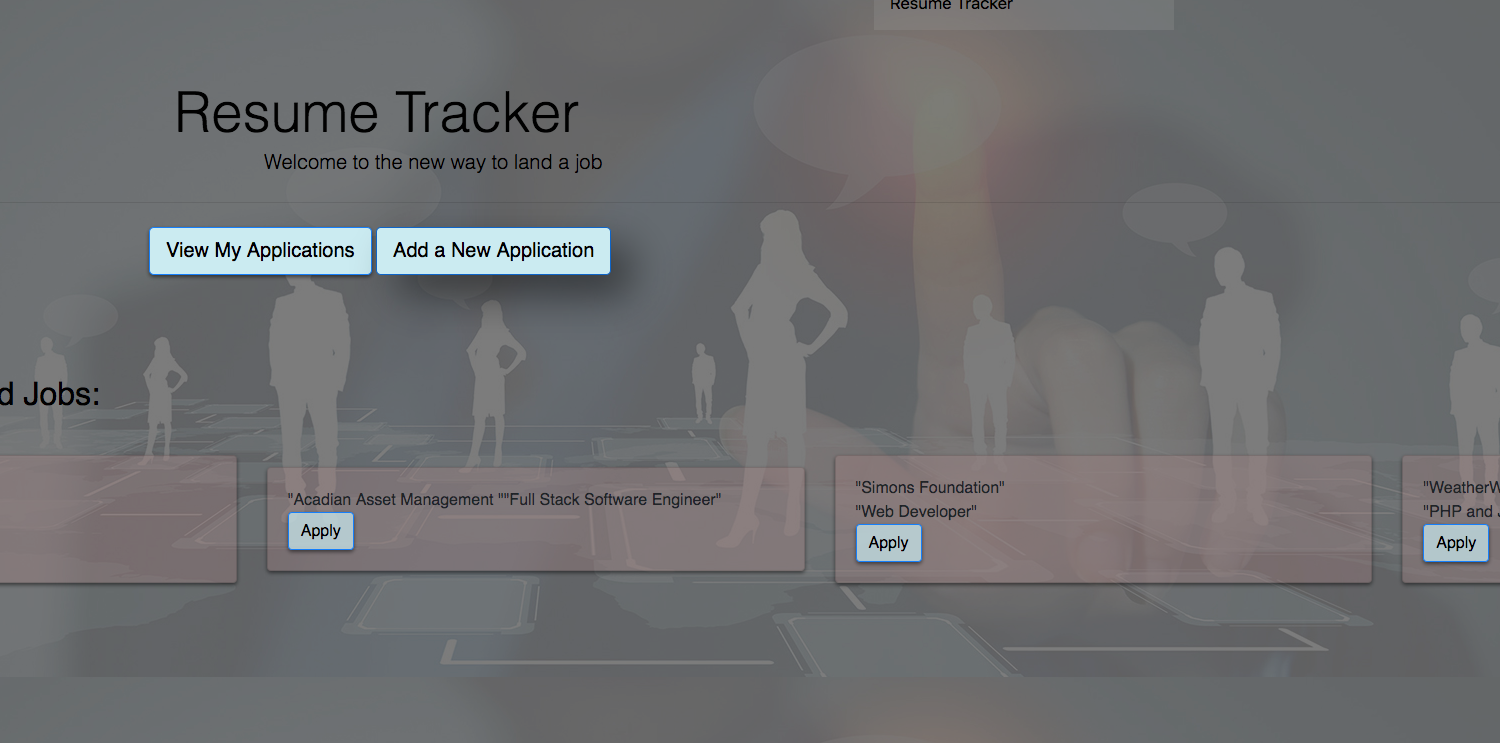 Resume Tracker
Resume Tracker
Welcome to the new way to land a job
View My Applications
Add a New Application
Jobs:
"Acadian Asset Management ""Full Stack Software Engineer"
Apply
"Simons Foundation"
"Web Developer"
Apply
"PHP and
Apply